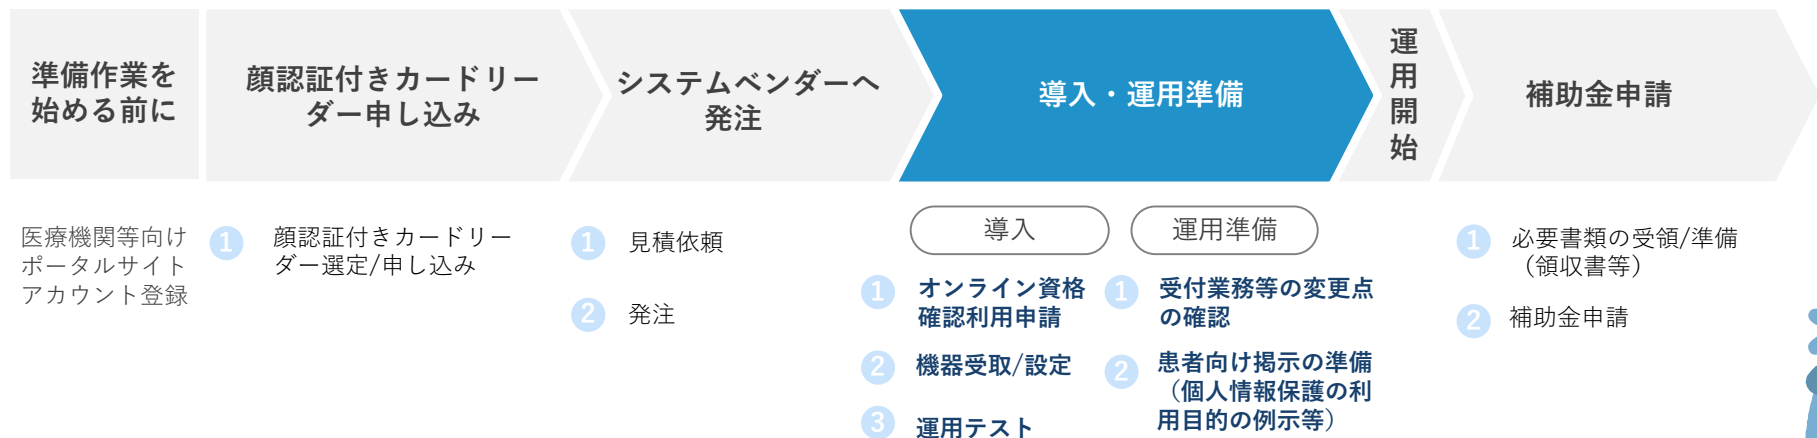 準備作業を
始める前に
顔認証付きカードリー
ダー申し込み
システムベンダーへ
発注
導入・運用準備
運用開始
補助金申請
医療機関等向け
ポータルサイト
アカウント登録
1 顔認証付きカードリー
ダー選定/申し込み
1 見積依頼
2 発注
導入
1 オンライン資格
確認利用申請
2 機器受取/設定
3 運用テスト
運用準備
1 受付業務等の変更点
の確認
2 患者向け掲示の準備
（個人情報保護の利
用目的の例示等）
1 必要書類の受領/準備
（領収書等）
2 補助金申請